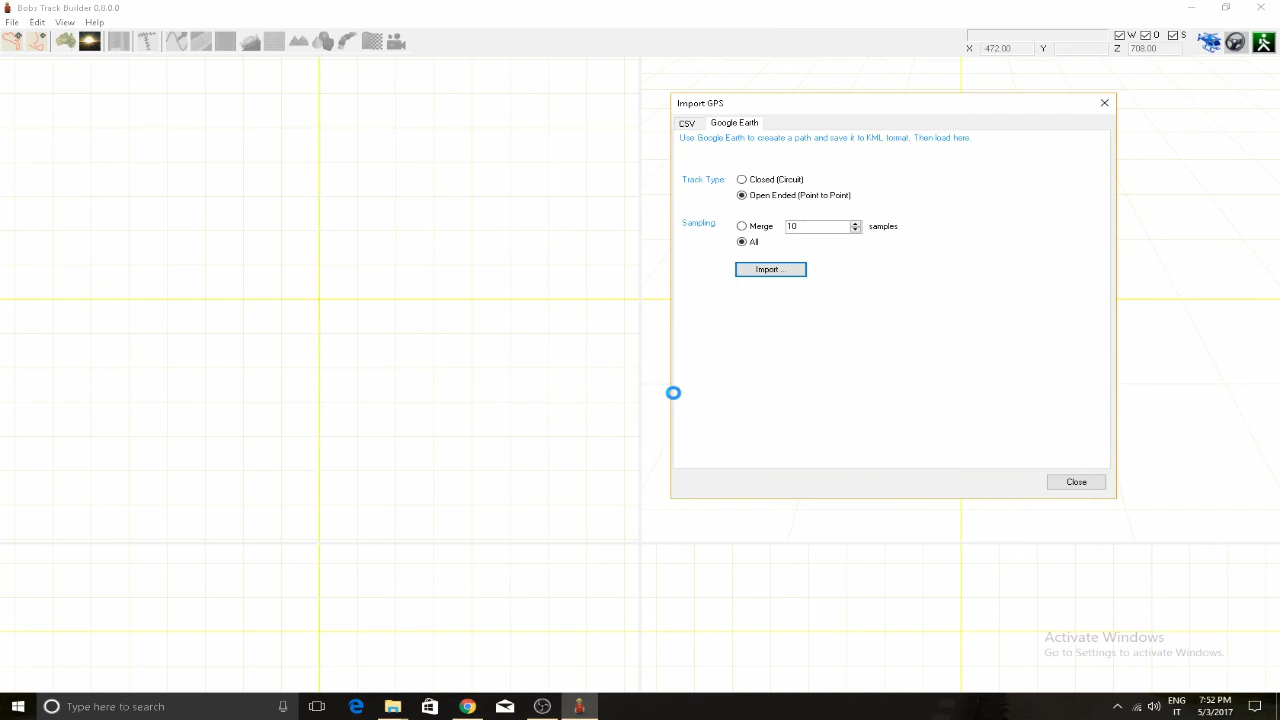 Bobs Track Builder 0.8.0.0
File Edit View Help
W O S
X -472.00 Y Z 708.00
Import GPS
CSV Google Earth
Use Google Earth to creaate a path and save it to KML format. Then load here.
Track Type: Closed (Circuit)
Open Ended (Point to Point)
Sampling: Merge 10 samples
All
Import ...
Close
Activate Windows
Go to Settings to activate Windows.
Type here to search
ENG 7:52 PM
IT 5/3/2017